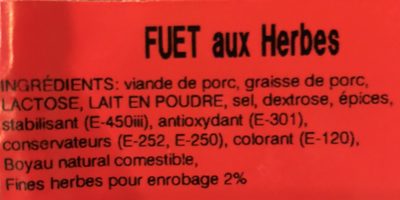 FUET aux Herbes
INGRÉDIENTS: viande de porc, graisse de porc,
LACTOSE, LAIT EN POUDRE, sel, dextrose, épices,
stabilisant (E-450iii), antioxydant (E-301),
conservateurs (E-252, E-250), colorant (E-120),
Boyau natural comestible,
Fines herbes pour enrobage 2%